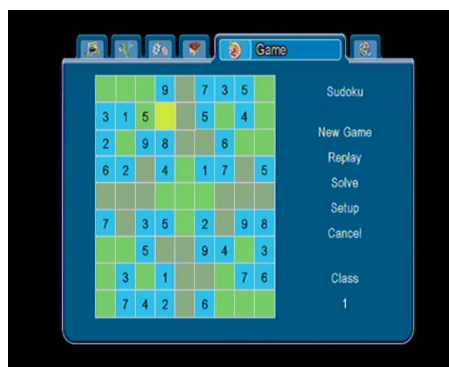 Game
9 7 3 5
3 1 5 5 4
2 9 8 6
6 2 4 1 7 5
7 3 5 2 9 8
5 9 4 3
3 1 7 6
7 4 2 6
Sudoku
New Game
Replay
Solve
Setup
Cancel
Class
1